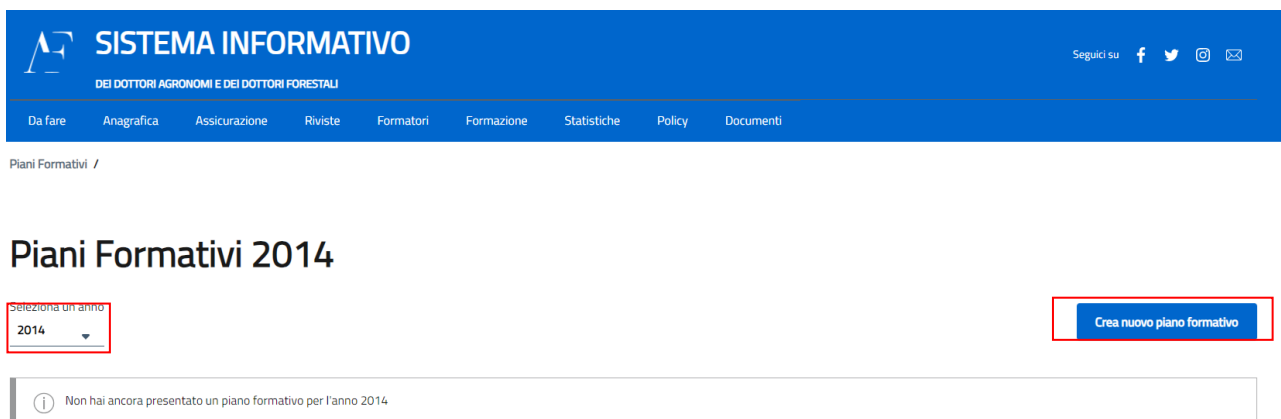 AF
SISTEMA INFORMATIVO
DEI DOTTORI AGRONOMI E DEI DOTTORI FORESTALI
Seguici su
Da fare Anagrafica Assicurazione Riviste Formatori Formazione Statistiche Policy Documenti
Piani Formativi /
Piani Formativi 2014
Seleziona un anno
2014
Crea nuovo piano formativo
Non hai ancora presentato un piano formativo per l'anno 2014